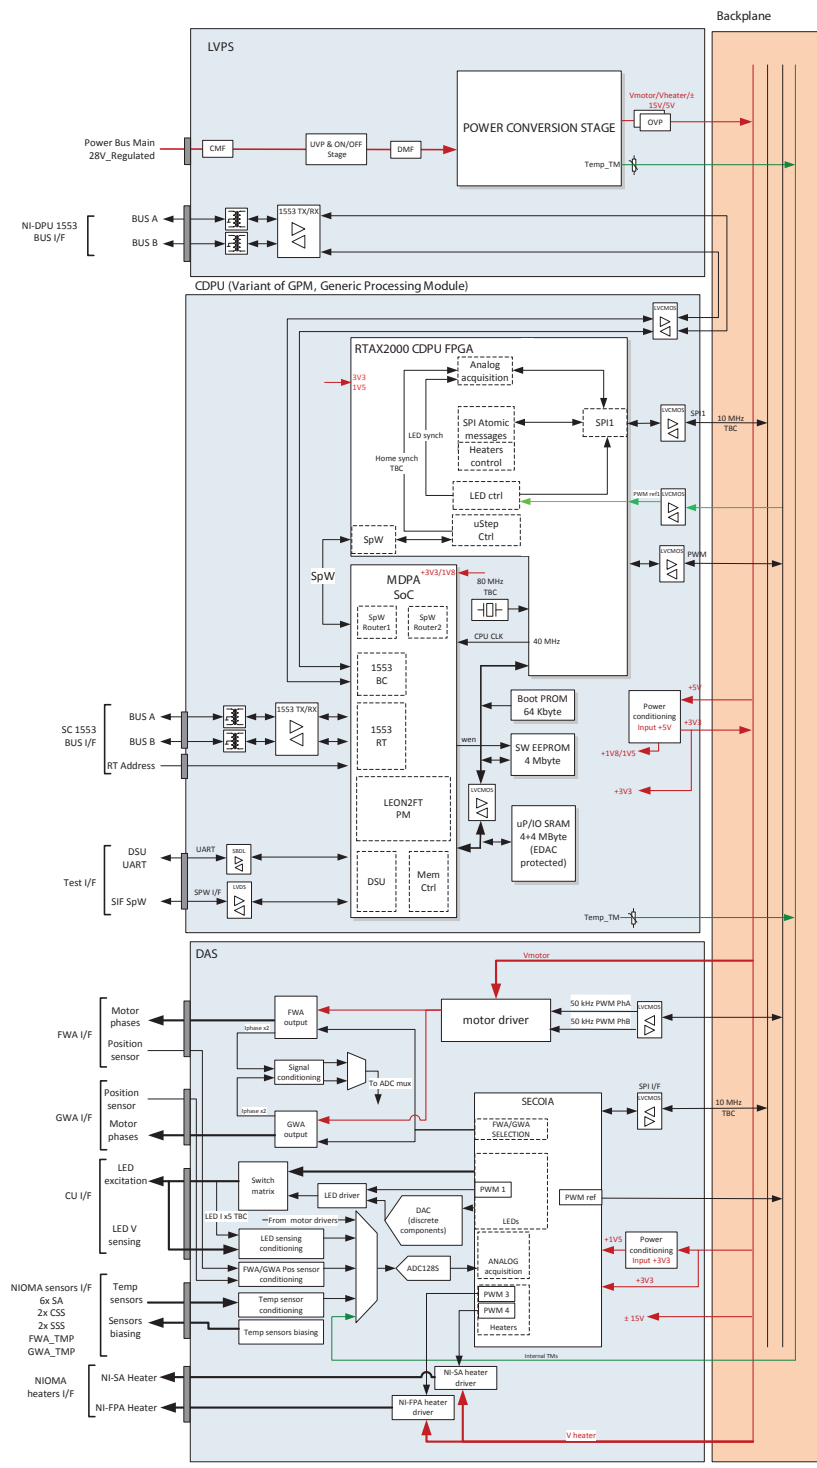 Backplane
LVPS
Vmotor/Vheater/±
15V/5V
OVP
POWER CONVERSION STAGE
Power Bus Main
28V_Regulated
CMF
UVP & ON/OFF
Stage
DMF
Temp_TM
NI-DPU 1553
BUS I/F
BUS A
BUS B
1553 TX/RX
CDPU (Variant of GPM, Generic Processing Module)
LVCMOS
RTAX2000 CDPU FPGA
3V3
1V5
Analog
acquisition
LED synch
Home synch
TBC
SPI Atomic
messages
Heaters
control
SPI1
LVCMOS
SPI1
10 MHz
TBC
LED ctrl
PWM ref1
LVCMOS
uStep
Ctrl
SpW
SpW
LVCMOS
PWM
MDPA
SoC
+3V3/1V8
80 MHz
TBC
SpW
Router1
SpW
Router2
CPU CLK
40 MHz
1553
BC
Boot PROM
64 Kbyte
Power
conditioning
Input +5V
+5V
+3V3
+1V8/1V5
+3V3
SC 1553
BUS I/F
BUS A
BUS B
RT Address
1553 TX/RX
1553
RT
wen
SW EEPROM
4 Mbyte
LEON2FT
PM
LVCMOS
uP/IO SRAM
4+4 MByte
(EDAC
protected)
Test I/F
DSU
UART
SIF SpW
UART
SBDL
SPW I/F
LVDS
DSU
Mem
Ctrl
Temp_TM
DAS
Vmotor
FWA I/F
Motor
phases
Position
sensor
Iphase x2
FWA
output
motor driver
50 kHz PWM PhA
50 kHz PWM PhB
LVCMOS
Signal
conditioning
To ADC mux
GWA I/F
Position
sensor
Motor
phases
Iphase x2
GWA
output
SECOIA
FWA/GWA
SELECTION
SPI I/F
LVCMOS
10 MHz
TBC
CU I/F
LED
excitation
LED V
sensing
Switch
matrix
LED driver
PWM 1
LEDs
PWM ref
DAC
(discrete
components)
LED I x5 TBC
From motor drivers
LED sensing
conditioning
ADC128S
ANALOG
acquisition
+1V5
Power
conditioning
Input +3V3
+3V3
FWA/GWA Pos sensor
conditioning
NIOMA sensors I/F
6x SA
2x CSS
2x SSS
FWA_TMP
GWA_TMP
Temp
sensors
Sensors
biasing
Temp sensor
conditioning
Temp sensors biasing
PWM 3
PWM 4
Heaters
± 15V
Internal TMs
NIOMA
heaters I/F
NI-SA Heater
NI-FPA Heater
NI-SA heater
driver
NI-FPA heater
driver
V heater